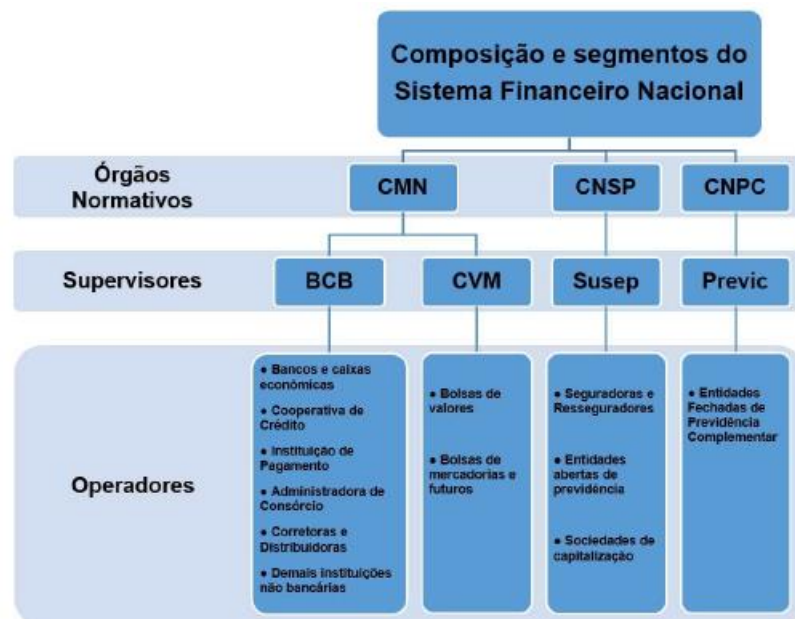 Composição e segmentos do
Sistema Financeiro Nacional
Órgãos
Normativos
CMN
CNSP
CNPC
Supervisores
BCB
CVM
Susep
Previc
Operadores
● Bancos e caixas
econômicas
● Cooperativa de
Crédito
● Instituição de
Pagamento
● Administradora de
Consórcio
● Corretoras e
Distribuidoras
● Demais instituições
não bancárias
● Bolsas de
valores
● Bolsas de
mercadorias e
futuros
● Seguradoras e
Resseguradores
● Entidades
abertas de
previdência
● Sociedades de
capitalização
● Entidades
Fechadas de
Previdência
Complementar